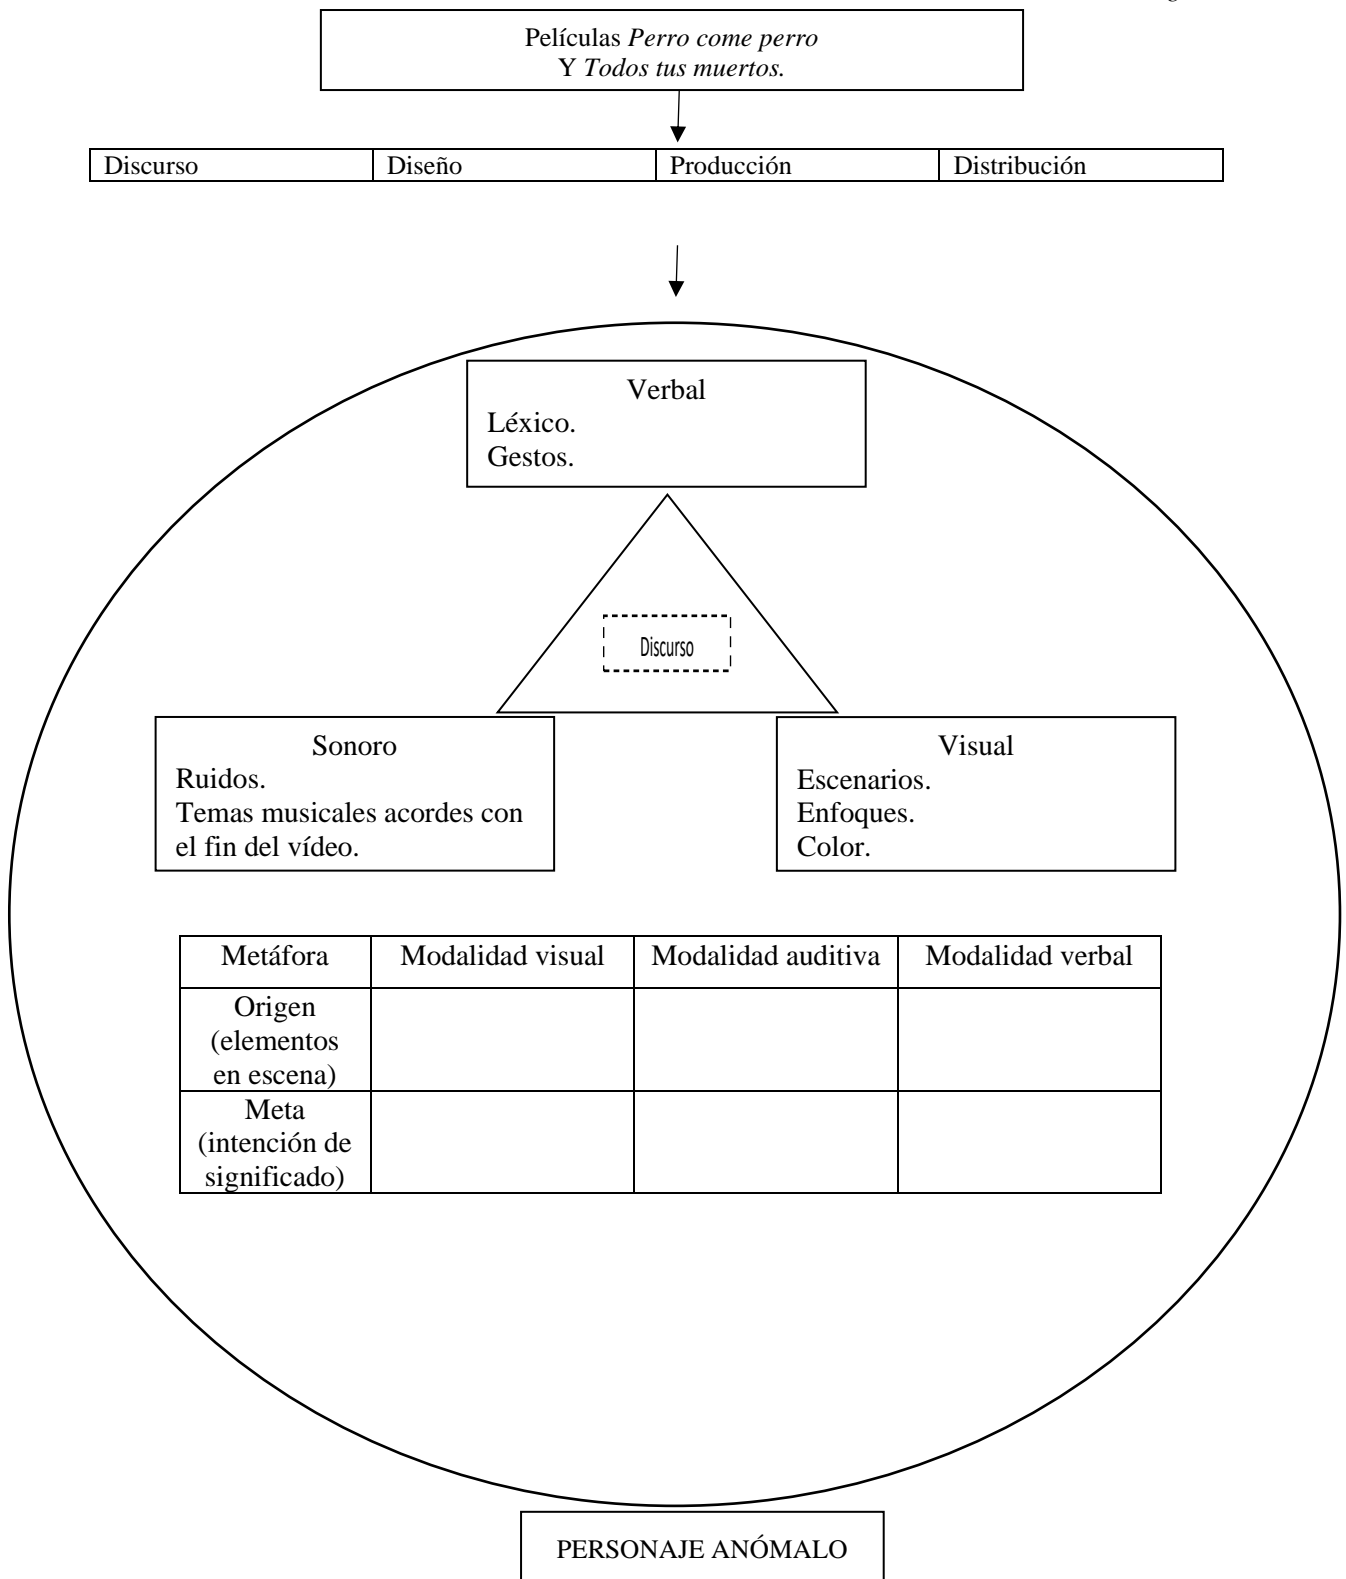 Películas Perro come perro
Y Todos tus muertos.
Discurso
Diseño
Producción
Distribución
Verbal
Léxico.
Gestos.
Discurso
Sonoro
Ruidos.
Temas musicales acordes con
el fin del vídeo.
Visual
Escenarios.
Enfoques.
Color.
Metáfora
Modalidad visual
Modalidad auditiva
Modalidad verbal
Origen
(elementos
en escena)
Meta
(intención de
significado)
PERSONAJE ANÓMALO